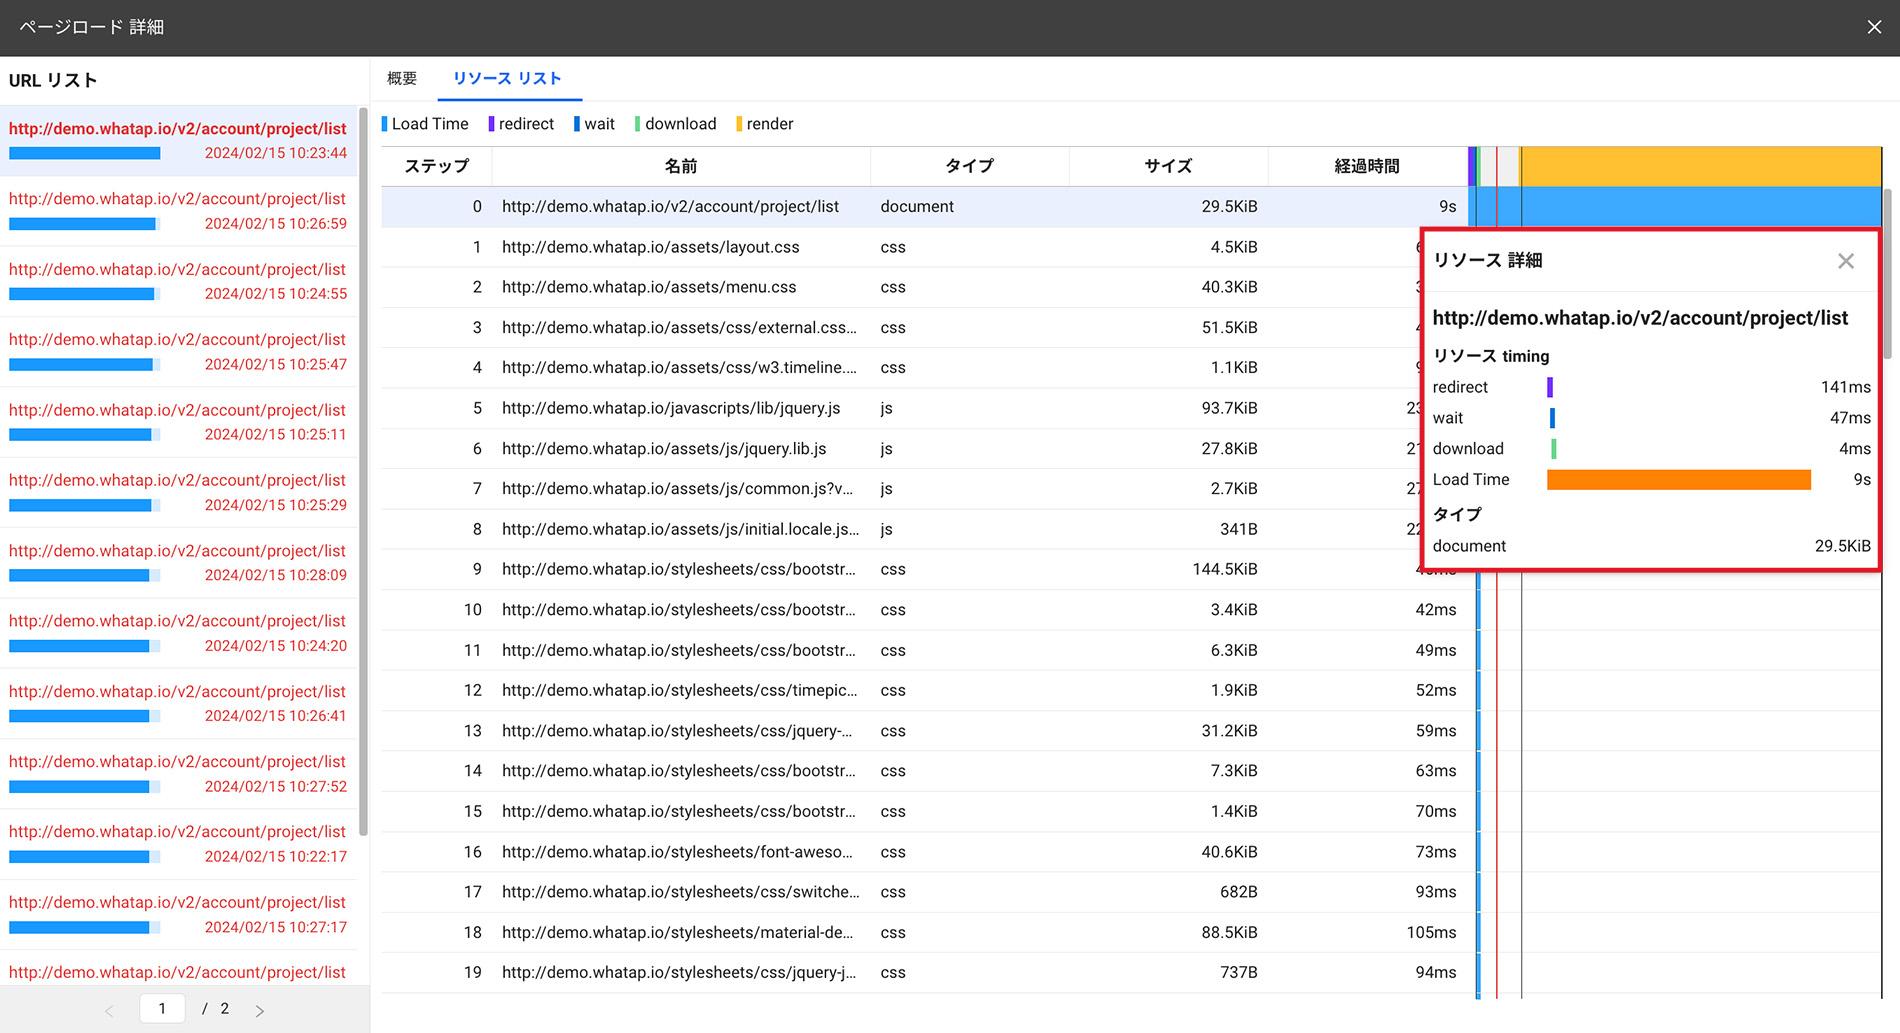 ページロード 詳細
URL リスト
http://demo.whatap.io/v2/account/project/list
2024/02/15 10:23:44
http://demo.whatap.io/v2/account/project/list
2024/02/15 10:26:59
http://demo.whatap.io/v2/account/project/list
2024/02/15 10:24:55
http://demo.whatap.io/v2/account/project/list
2024/02/15 10:25:47
http://demo.whatap.io/v2/account/project/list
2024/02/15 10:25:11
http://demo.whatap.io/v2/account/project/list
2024/02/15 10:25:29
http://demo.whatap.io/v2/account/project/list
2024/02/15 10:28:09
http://demo.whatap.io/v2/account/project/list
2024/02/15 10:24:20
http://demo.whatap.io/v2/account/project/list
2024/02/15 10:26:41
http://demo.whatap.io/v2/account/project/list
2024/02/15 10:27:52
http://demo.whatap.io/v2/account/project/list
2024/02/15 10:22:17
http://demo.whatap.io/v2/account/project/list
2024/02/15 10:27:17
http://demo.whatap.io/v2/account/project/list
1 / 2
概要 リソース リスト
Load Time redirect wait download render
ステップ 名前 タイプ サイズ 経過時間
0 http://demo.whatap.io/v2/account/project/list document 29.5KiB 9s
1 http://demo.whatap.io/assets/layout.css css 4.5KiB
2 http://demo.whatap.io/assets/menu.css css 40.3KiB
3 http://demo.whatap.io/assets/css/external.css... css 51.5KiB
4 http://demo.whatap.io/assets/css/w3.timeline.... css 1.1KiB
5 http://demo.whatap.io/javascripts/lib/jquery.js js 93.7KiB
6 http://demo.whatap.io/assets/js/jquery.lib.js js 27.8KiB
7 http://demo.whatap.io/assets/js/common.js?v... js 2.7KiB
8 http://demo.whatap.io/assets/js/initial.locale.js... js 341B
9 http://demo.whatap.io/stylesheets/css/bootstr... css 144.5KiB
10 http://demo.whatap.io/stylesheets/css/bootstr... css 3.4KiB 42ms
11 http://demo.whatap.io/stylesheets/css/bootstr... css 6.3KiB 49ms
12 http://demo.whatap.io/stylesheets/css/timepic... css 1.9KiB 52ms
13 http://demo.whatap.io/stylesheets/css/jquery-... css 31.2KiB 59ms
14 http://demo.whatap.io/stylesheets/css/bootstr... css 7.3KiB 63ms
15 http://demo.whatap.io/stylesheets/css/bootstr... css 1.4KiB 70ms
16 http://demo.whatap.io/stylesheets/font-aweso... css 40.6KiB 73ms
17 http://demo.whatap.io/stylesheets/css/switche... css 682B 93ms
18 http://demo.whatap.io/stylesheets/material-de... css 88.5KiB 105ms
19 http://demo.whatap.io/stylesheets/css/jquery-j... css 737B 94ms
リソース 詳細
http://demo.whatap.io/v2/account/project/list
リソース timing
redirect 141ms
wait 47ms
download 4ms
Load Time 9s
タイプ
document 29.5KiB